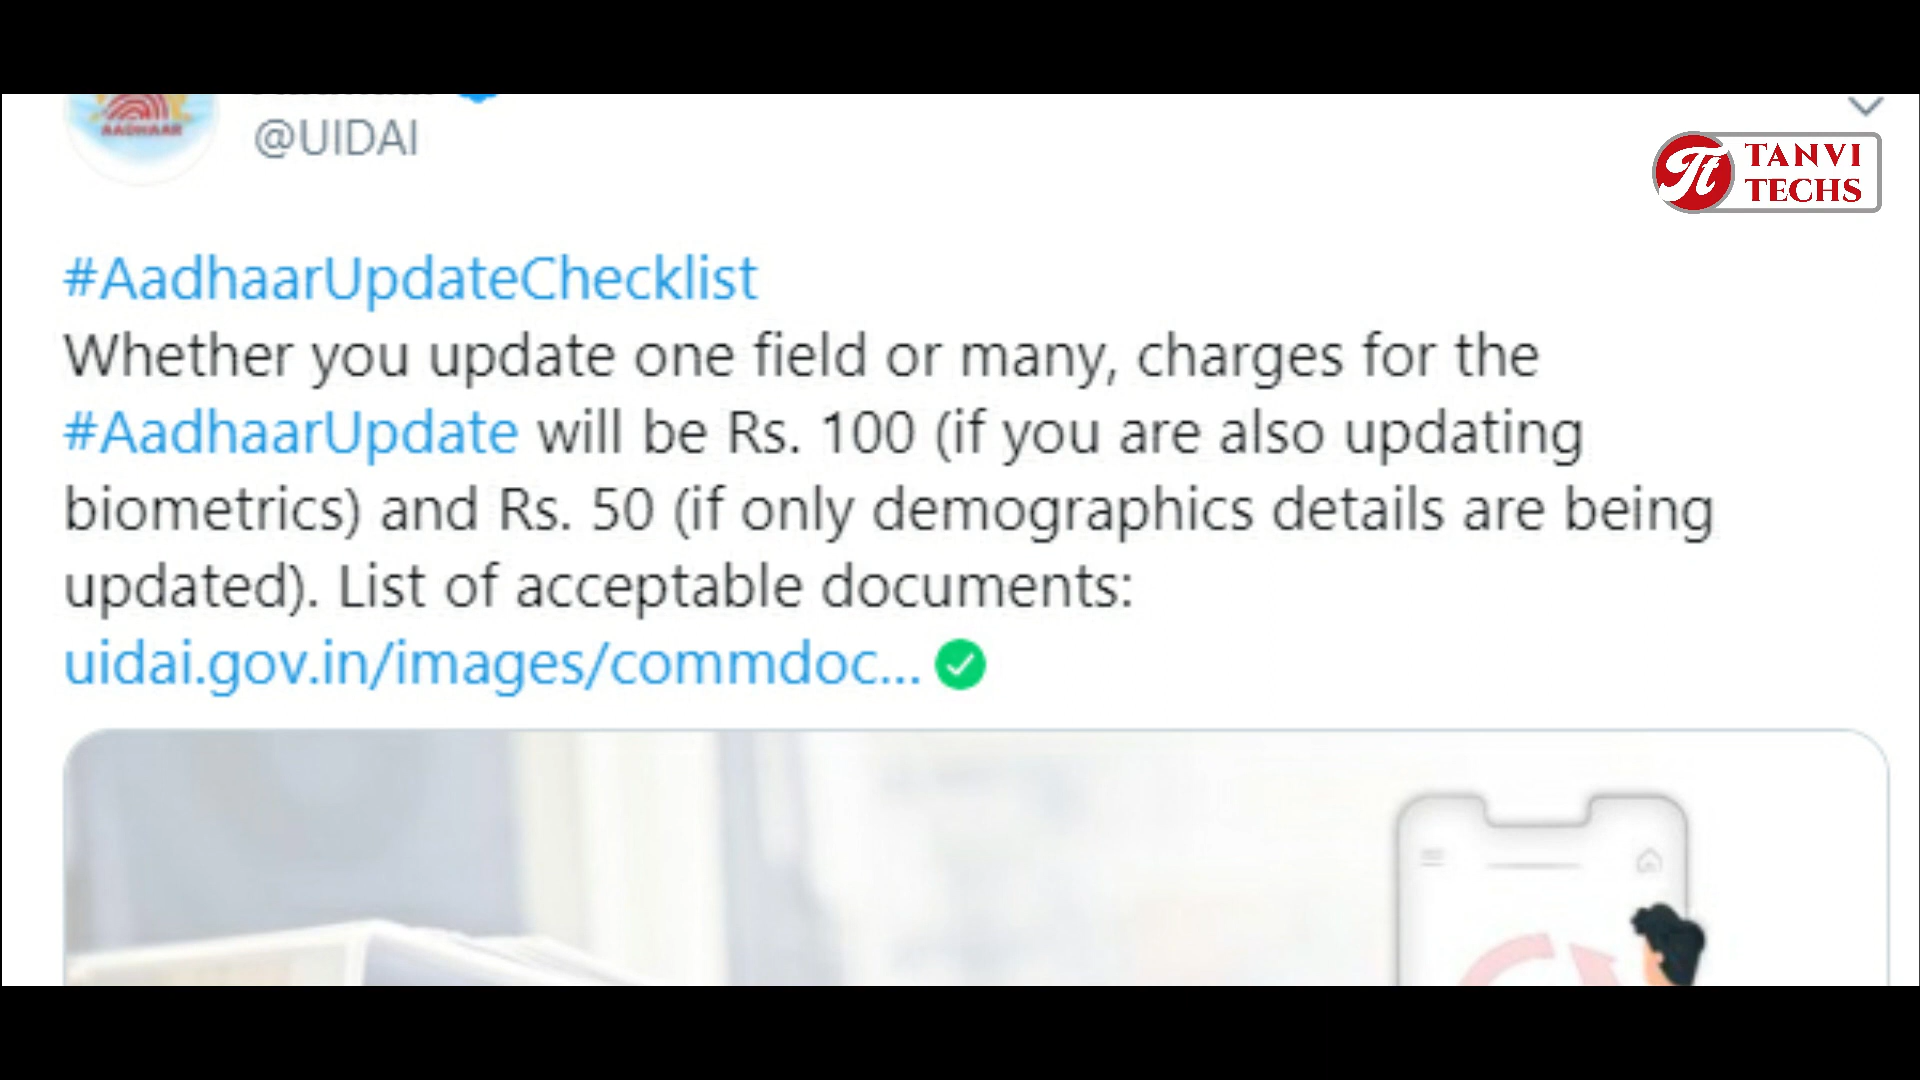 AADHAAR
@UIDAI
TANVI
TECHS
#AadhaarUpdateChecklist
Whether you update one field or many, charges for the
#AadhaarUpdate will be Rs. 100 (if you are also updating
biometrics) and Rs. 50 (if only demographics details are being
updated). List of acceptable documents:
uidai.gov.in/images/commdoc...